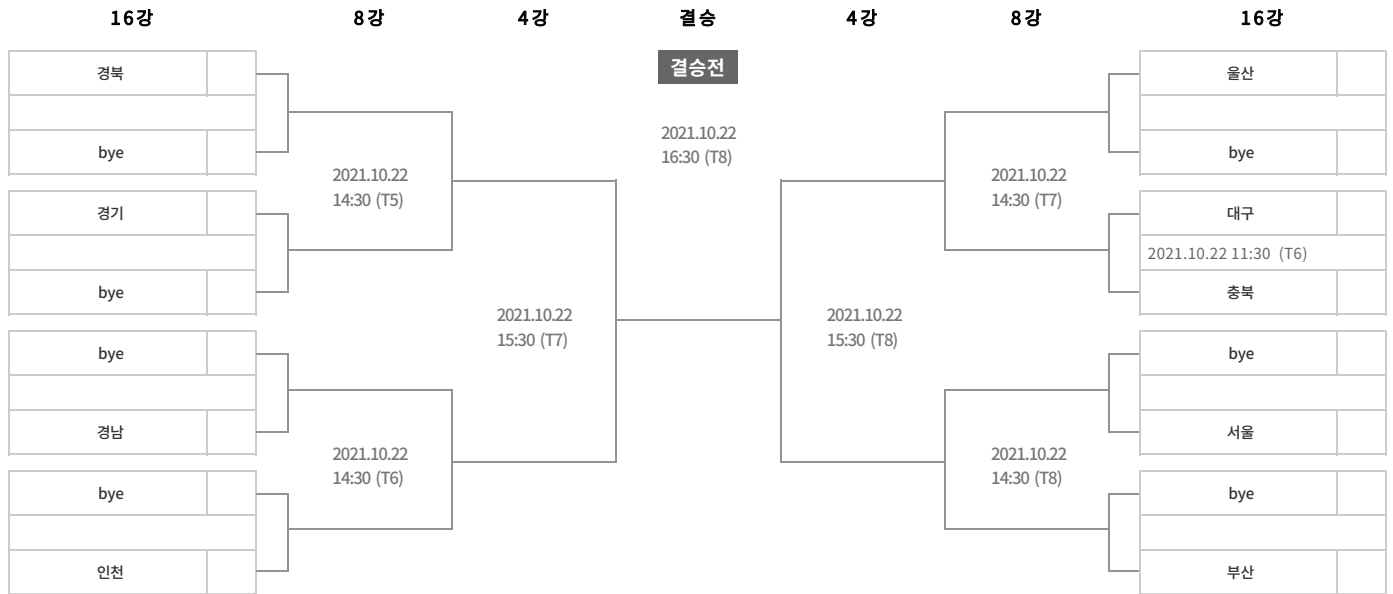 16강 8강 4강 결승 4강 8강 16강
결승전
경북
bye
경기
bye
bye
경남
bye
인천
2021.10.22
14:30 (T5)
2021.10.22
14:30 (T6)
2021.10.22
15:30 (T7)
2021.10.22
16:30 (T8)
2021.10.22
15:30 (T8)
2021.10.22
14:30 (T7)
2021.10.22
14:30 (T8)
울산
bye
대구
2021.10.22 11:30 (T6)
충북
bye
서울
bye
부산